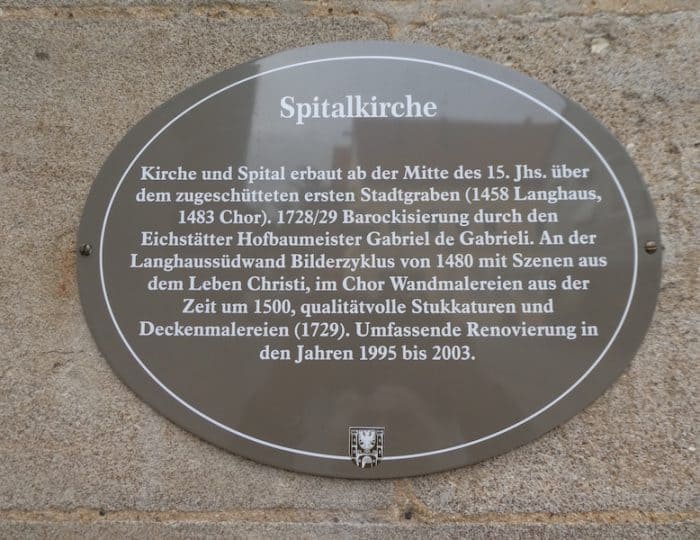 Spitalkirche
Kirche und Spital erbaut ab der Mitte des 15. Jhs. über
dem zugeschütteten ersten Stadtgraben (1458 Langhaus,
1483 Chor). 1728/29 Barockisierung durch den
Eichstätter Hofbaumeister Gabriel de Gabrieli. An der
Langhaussüdwand Bilderzyklus von 1480 mit Szenen aus
dem Leben Christi, im Chor Wandmalereien aus der
Zeit um 1500, qualitätvolle Stukkaturen und
Deckenmalereien (1729). Umfassende Renovierung in
den Jahren 1995 bis 2003.